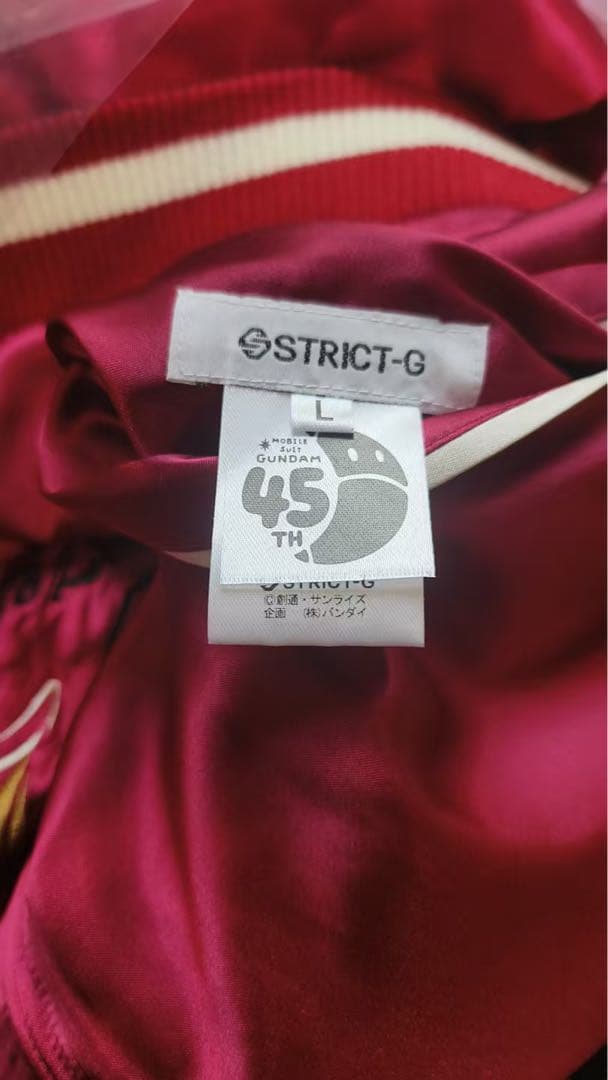 STRICT-G
L
MOBILE
SUIT
GUNDAM
45
TH
STRICT-G
©創通・サンライズ
企画 (株)バンダイ